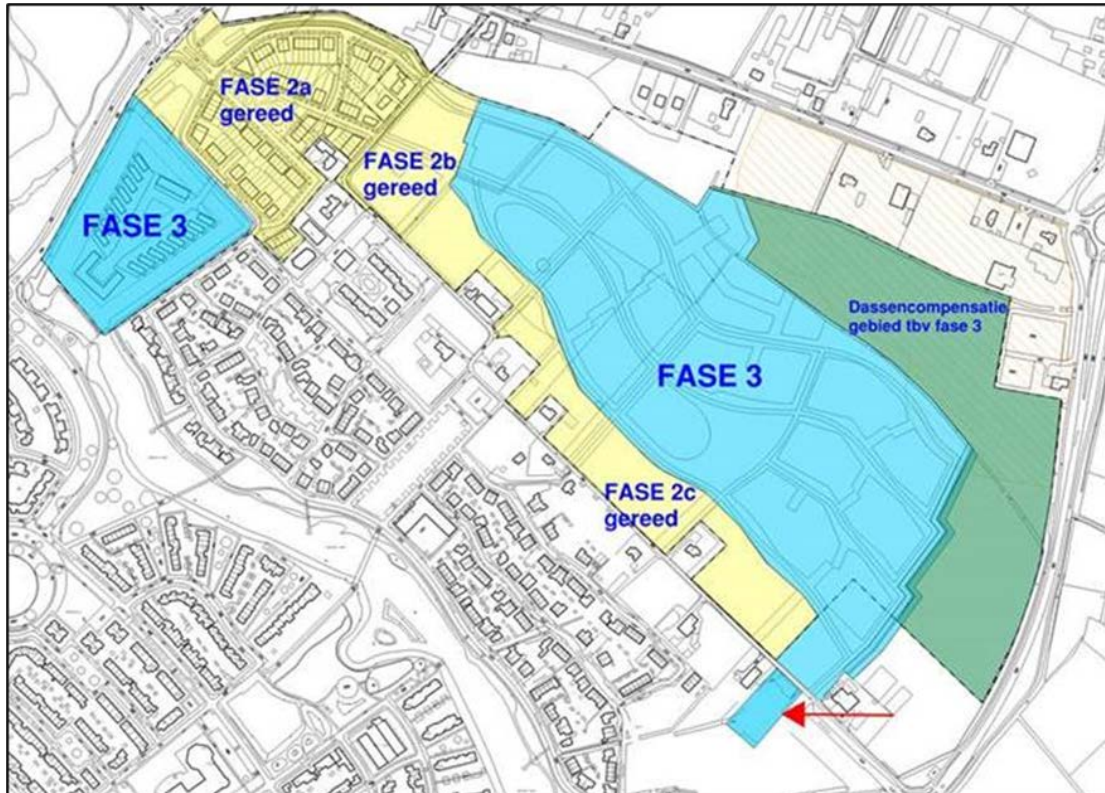 FASE 2a
gereed
FASE 2b
gereed
FASE 3
Dassencompensatie
gebied tbv fase 3
FASE 3
FASE 2c
gereed